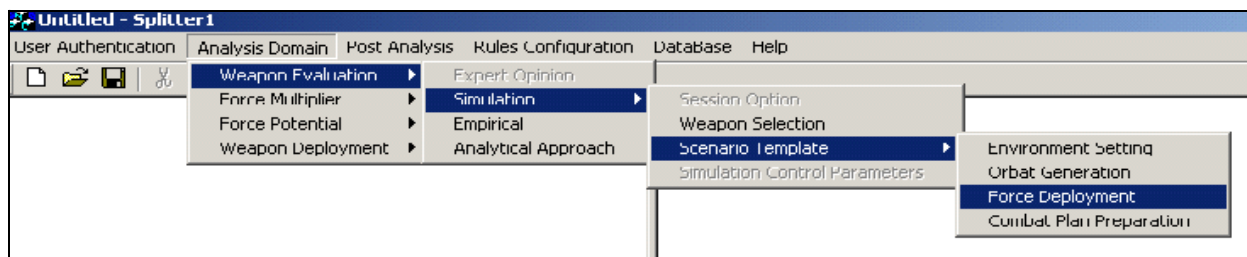 Untitled - Splitter1
User Authentication Analysis Domain Post Analysis Rules Configuration DataBase Help
Weapon Evaluation
Force Multiplier
Force Potential
Weapon Deployment
Expert Opinion
Simulation
Empirical
Analytical Approach
Session Option
Weapon Selection
Scenario Template
Simulation Control Parameters
Environment Setting
Orbat Generation
Force Deployment
Combat Plan Preparation